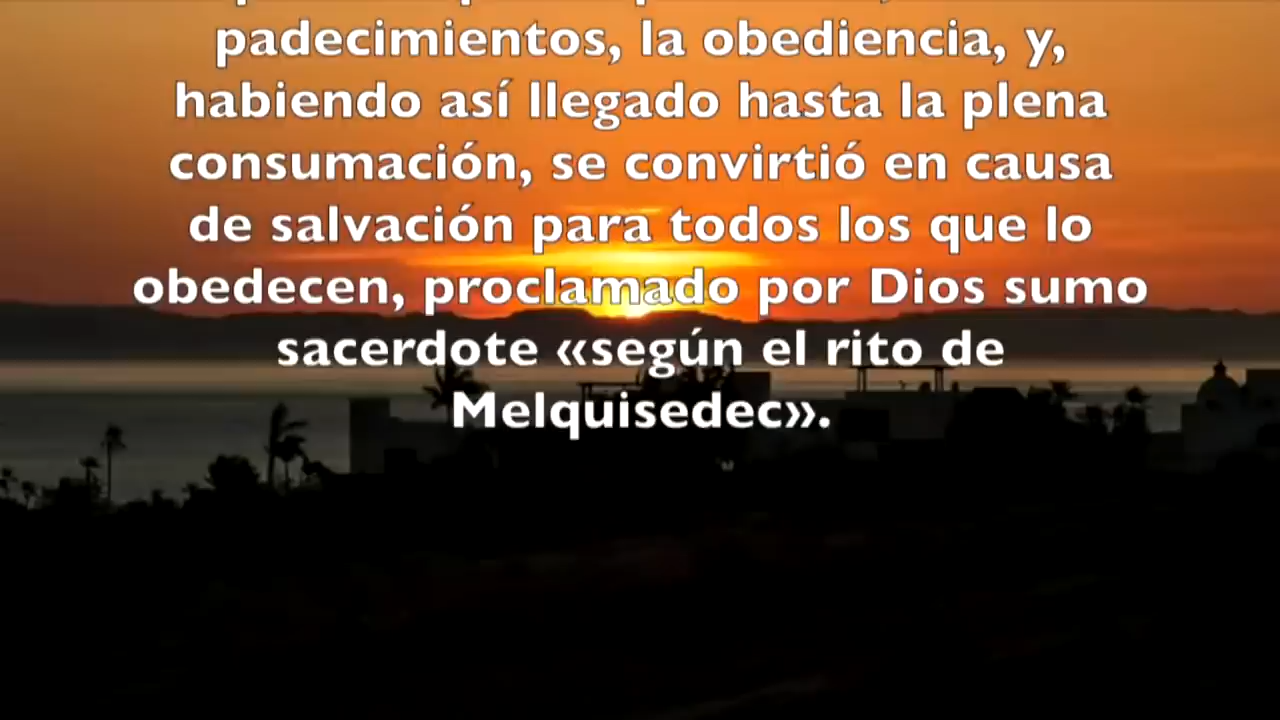 padecimientos, la obediencia, y,
habiendo así llegado hasta la plena
consumación, se convirtió en causa
de salvación para todos los que lo
obedecen, proclamado por Dios sumo
sacerdote «según el rito de
Melquisedec».